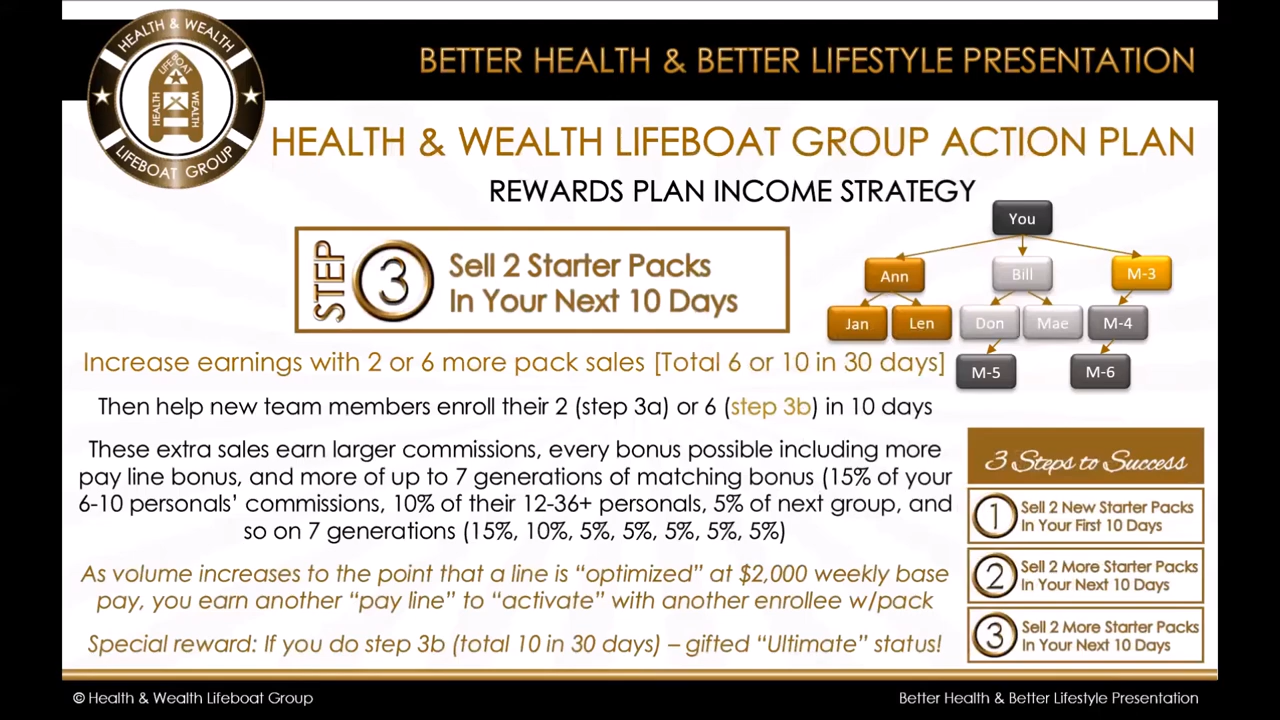 HEALTH & WEALTH
LIFEBOAT
HEALTH
WEALTH
LIFEBOAT GROUP
BETTER HEALTH & BETTER LIFESTYLE PRESENTATION
HEALTH & WEALTH LIFEBOAT GROUP ACTION PLAN
REWARDS PLAN INCOME STRATEGY
STEP 3
Sell 2 Starter Packs
In Your Next 10 Days
You
Ann Bill M-3
Jan Len Don Mae M-4
M-5 M-6
Increase earnings with 2 or 6 more pack sales [Total 6 or 10 in 30 days]
Then help new team members enroll their 2 (step 3a) or 6 (step 3b) in 10 days
These extra sales earn larger commissions, every bonus possible including more
pay line bonus, and more of up to 7 generations of matching bonus (15% of your
6-10 personals’ commissions, 10% of their 12-36+ personals, 5% of next group, and
so on 7 generations (15%, 10%, 5%, 5%, 5%, 5%, 5%)
As volume increases to the point that a line is “optimized” at $2,000 weekly base
pay, you earn another “pay line” to “activate” with another enrollee w/pack
Special reward: If you do step 3b (total 10 in 30 days) – gifted “Ultimate” status!
3 Steps to Success
1 Sell 2 New Starter Packs
In Your First 10 Days
2 Sell 2 More Starter Packs
In Your Next 10 Days
3 Sell 2 More Starter Packs
In Your Next 10 Days
© Health & Wealth Lifeboat Group
Better Health & Better Lifestyle Presentation